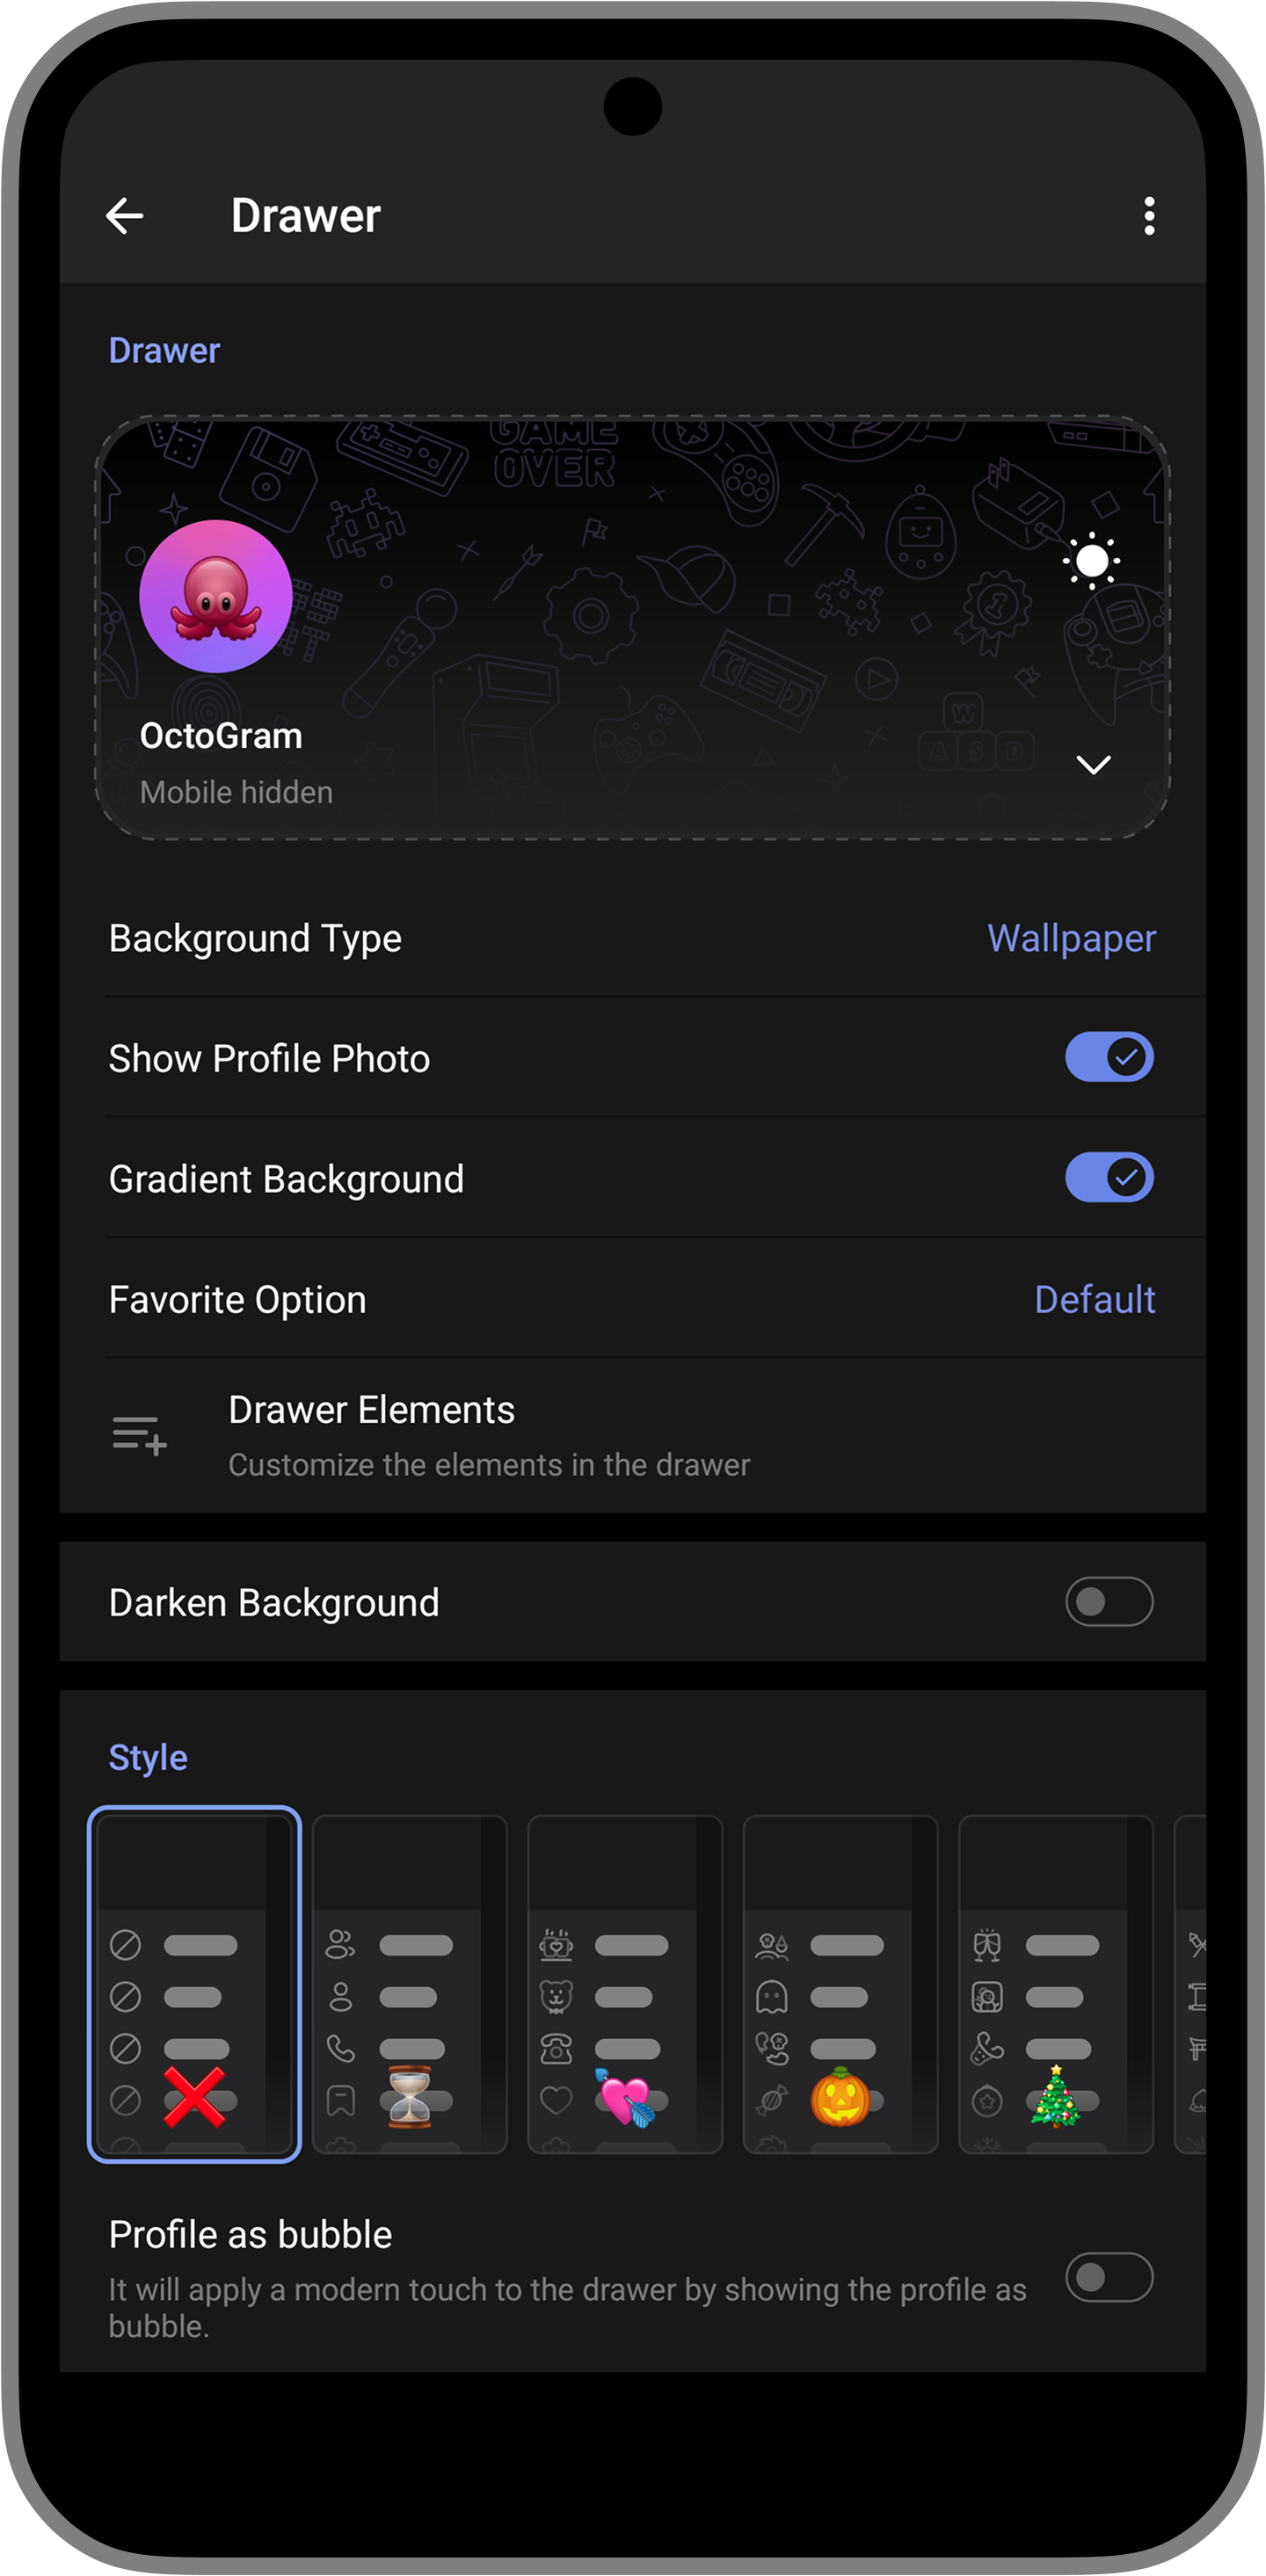 Drawer
Drawer
GAME
OVER
1
W
A S D
OctoGram
Mobile hidden
Background Type
Wallpaper
Show Profile Photo
Gradient Background
Favorite Option
Default
Drawer Elements
Customize the elements in the drawer
Darken Background
Style
Profile as bubble
It will apply a modern touch to the drawer by showing the profile as
bubble.